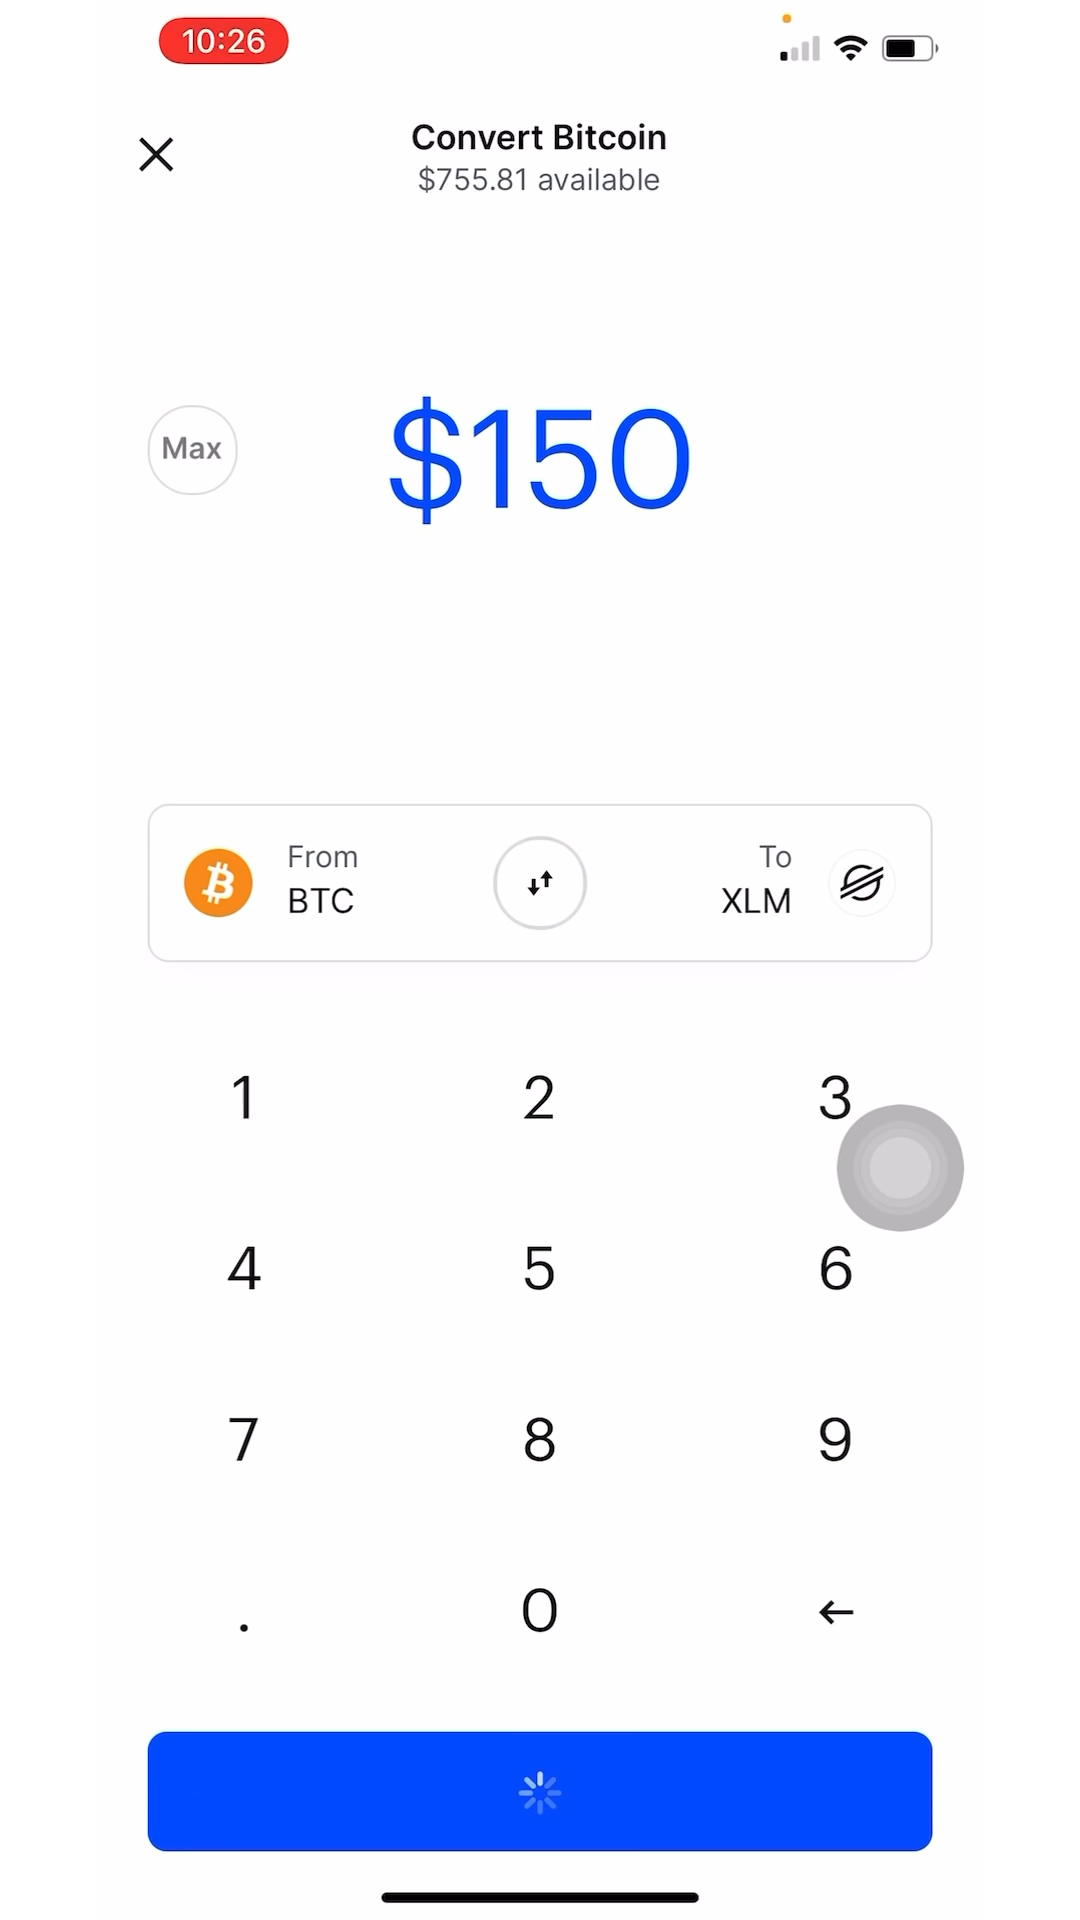 10:26
Convert Bitcoin
$755.81 available
Max
$150
From
BTC
To
XLM
1 2 3
4 5 6
7 8 9
. 0